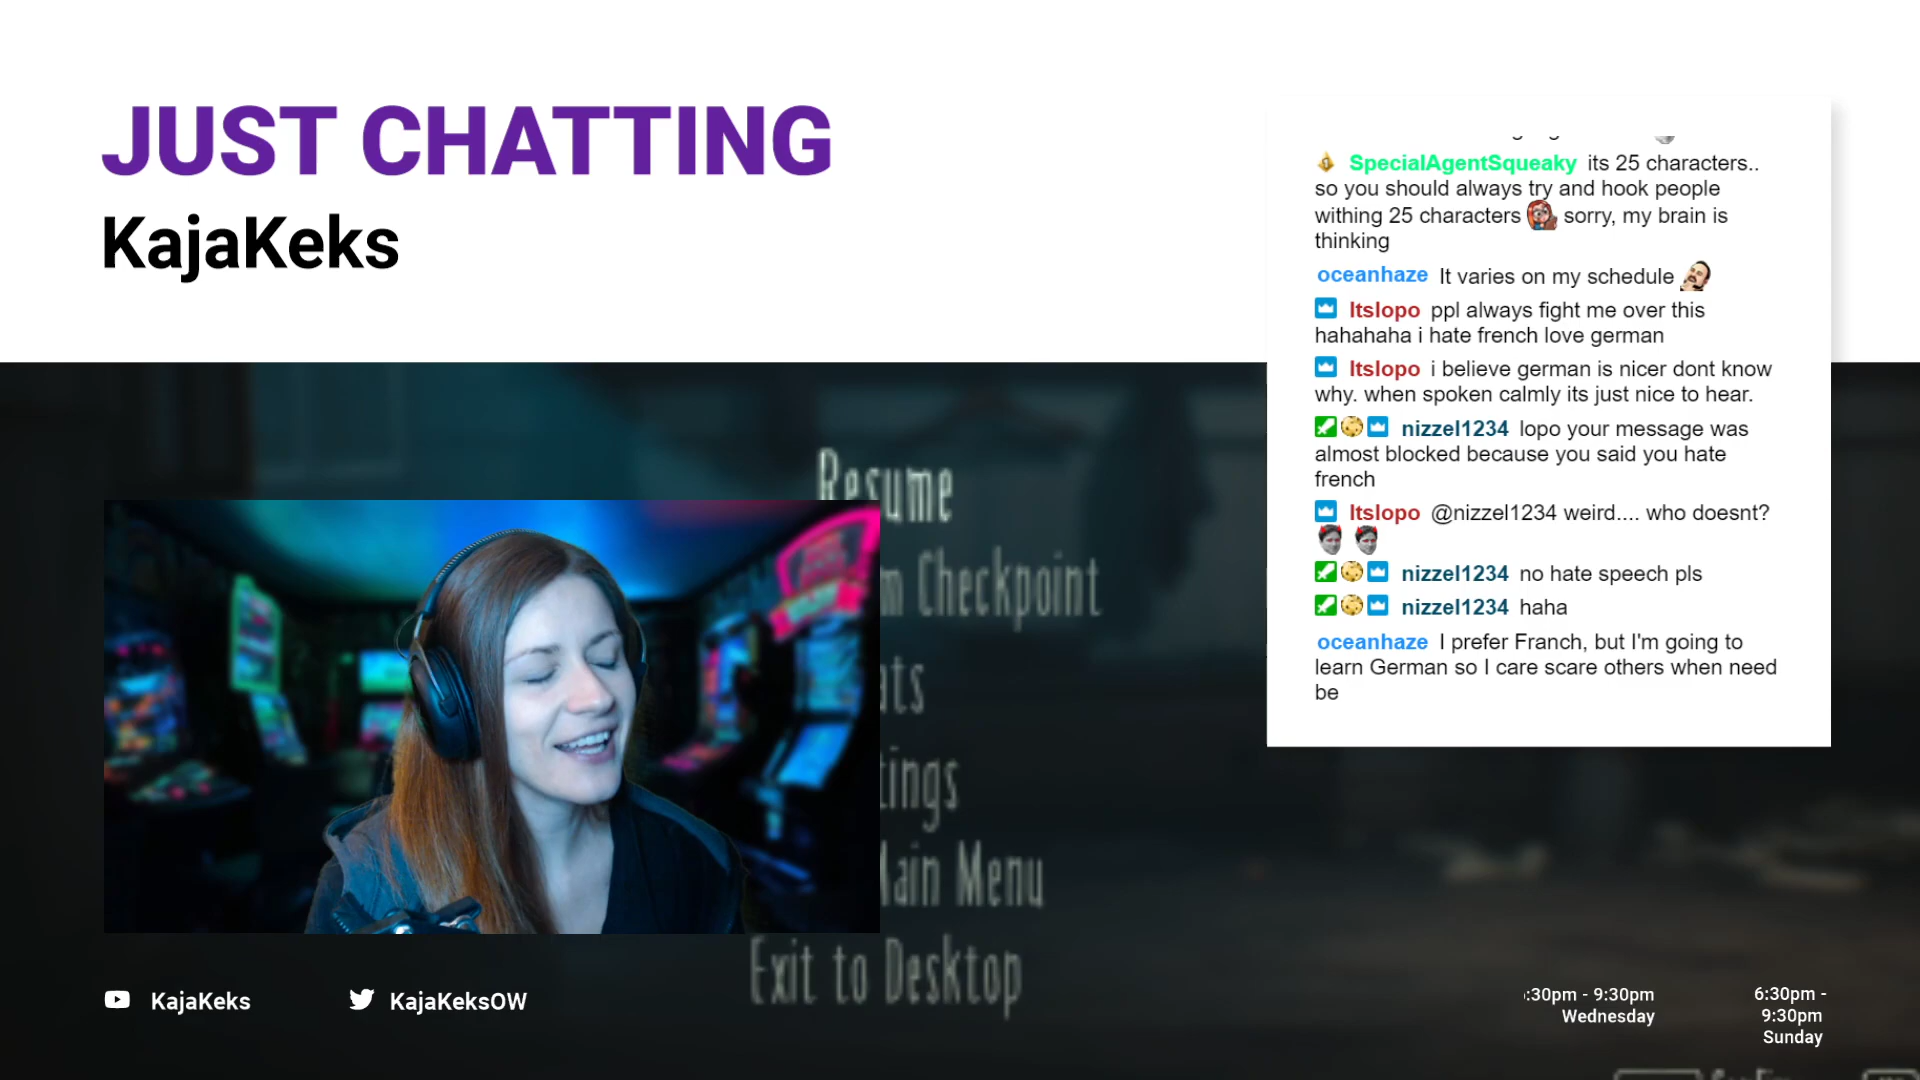 JUST CHATTING
KajaKeks
SpecialAgentSqueaky its 25 characters..
so you should always try and hook people
withing 25 characters sorry, my brain is
thinking
oceanhaze It varies on my schedule
Itslopo ppl always fight me over this
hahahaha i hate french love german
Itslopo i believe german is nicer dont know
why. when spoken calmly its just nice to hear.
nizzel1234 lopo your message was
almost blocked because you said you hate
french
Itslopo @nizzel1234 weird.... who doesnt?
nizzel1234 no hate speech pls
nizzel1234 haha
oceanhaze I prefer Franch, but I'm going to
learn German so I care scare others when need
be
Resume
Checkpoint
Main Menu
Exit to Desktop
KajaKeks
KajaKeksOW
:30pm - 9:30pm
Wednesday
6:30pm -
9:30pm
Sunday